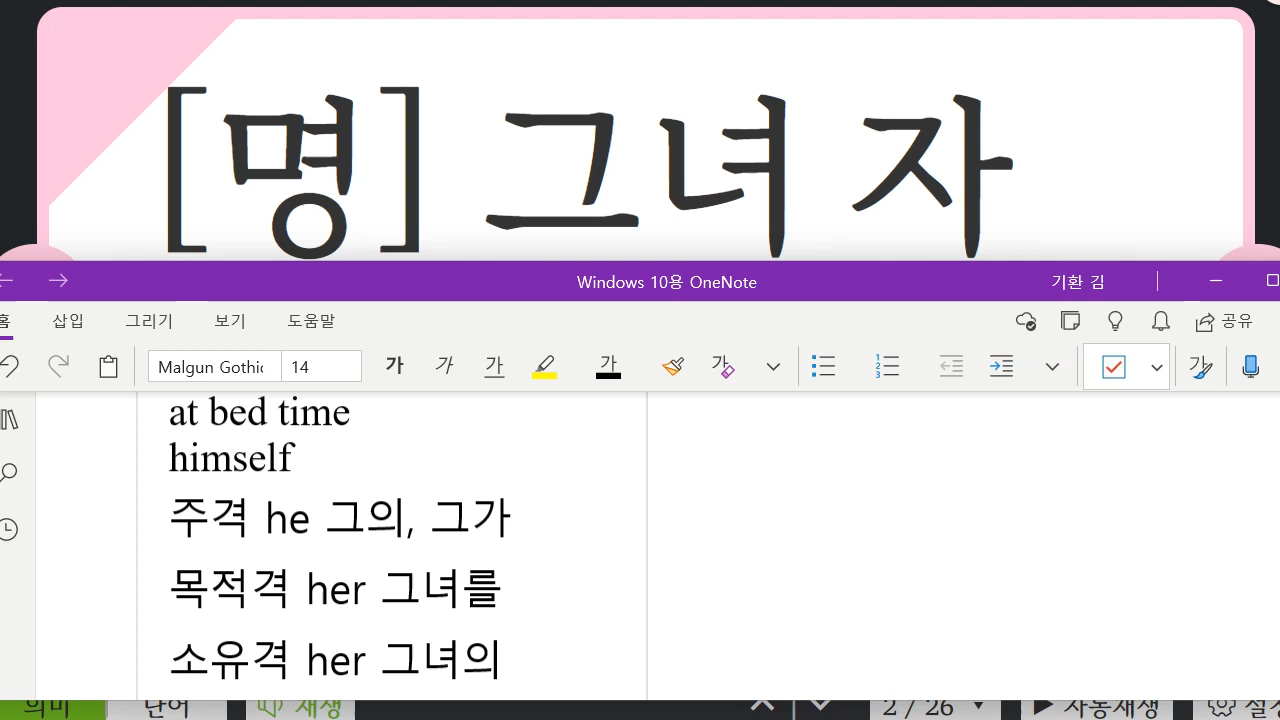 [명] 그녀 자
Windows 10용 OneNote
기환 김
홈 삽입 그리기 보기 도움말 공유
Malgun Gothic 14 가 가 가 가 가
at bed time
himself
주격 he 그의, 그가
목적격 her 그녀를
소유격 her 그녀의
의미 단어 재생 2 / 26 자동재생